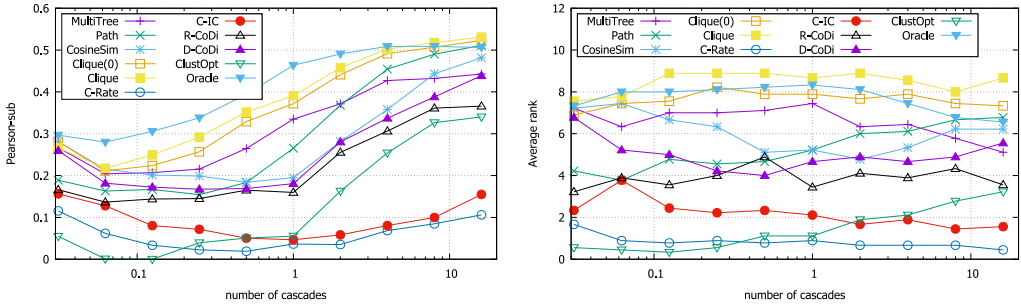 0.6
0.5
0.4
0.3
0.2
0.1
0
0.1
1
10
Pearson-sub
number of cascades
MultiTree
Path
CosineSim
Clique(0)
Clique
C-Rate
C-IC
R-CoDi
D-CoDi
ClustOpt
Oracle
12
10
8
6
4
2
0
0.1
1
10
Average rank
number of cascades
MultiTree
Path
CosineSim
Clique(0)
Clique
C-Rate
C-IC
R-CoDi
D-CoDi
ClustOpt
Oracle